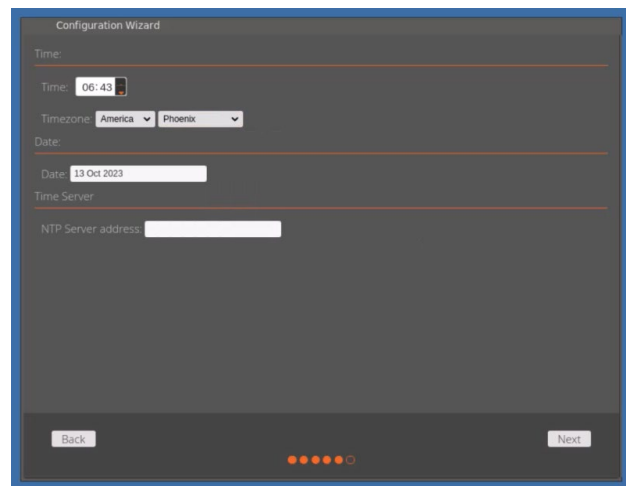 Configuration Wizard
Time:
Time: 06:43
Timezone: America Phoenix
Date:
Date: 13 Oct 2023
Time Server
NTP Server address:
Back Next